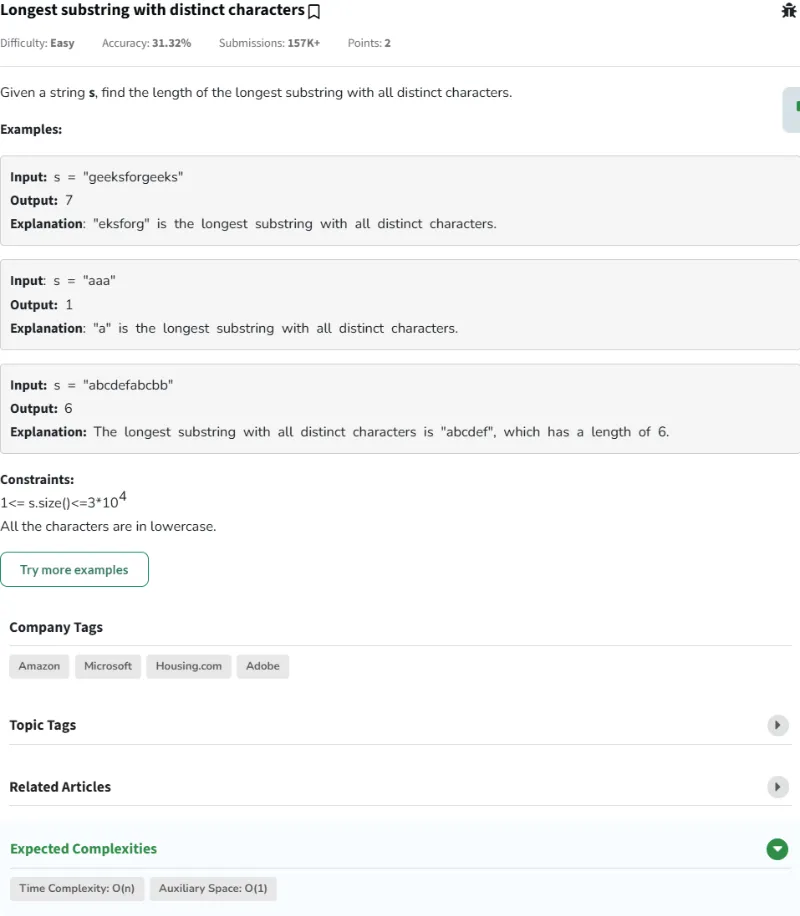 Longest substring with distinct characters
Difficulty: Easy Accuracy: 31.32% Submissions: 157K+ Points: 2
Given a string s, find the length of the longest substring with all distinct characters.
Examples:
Input: s = "geeksforgeeks"
Output: 7
Explanation: "eksforg" is the longest substring with all distinct characters.
Input: s = "aaa"
Output: 1
Explanation: "a" is the longest substring with all distinct characters.
Input: s = "abcdefabcbb"
Output: 6
Explanation: The longest substring with all distinct characters is "abcdef", which has a length of 6.
Constraints:
1<= s.size()<=3*10⁴
All the characters are in lowercase.
Try more examples
Company Tags
Amazon Microsoft Housing.com Adobe
Topic Tags
Related Articles
Expected Complexities
Time Complexity: O(n) Auxiliary Space: O(1)